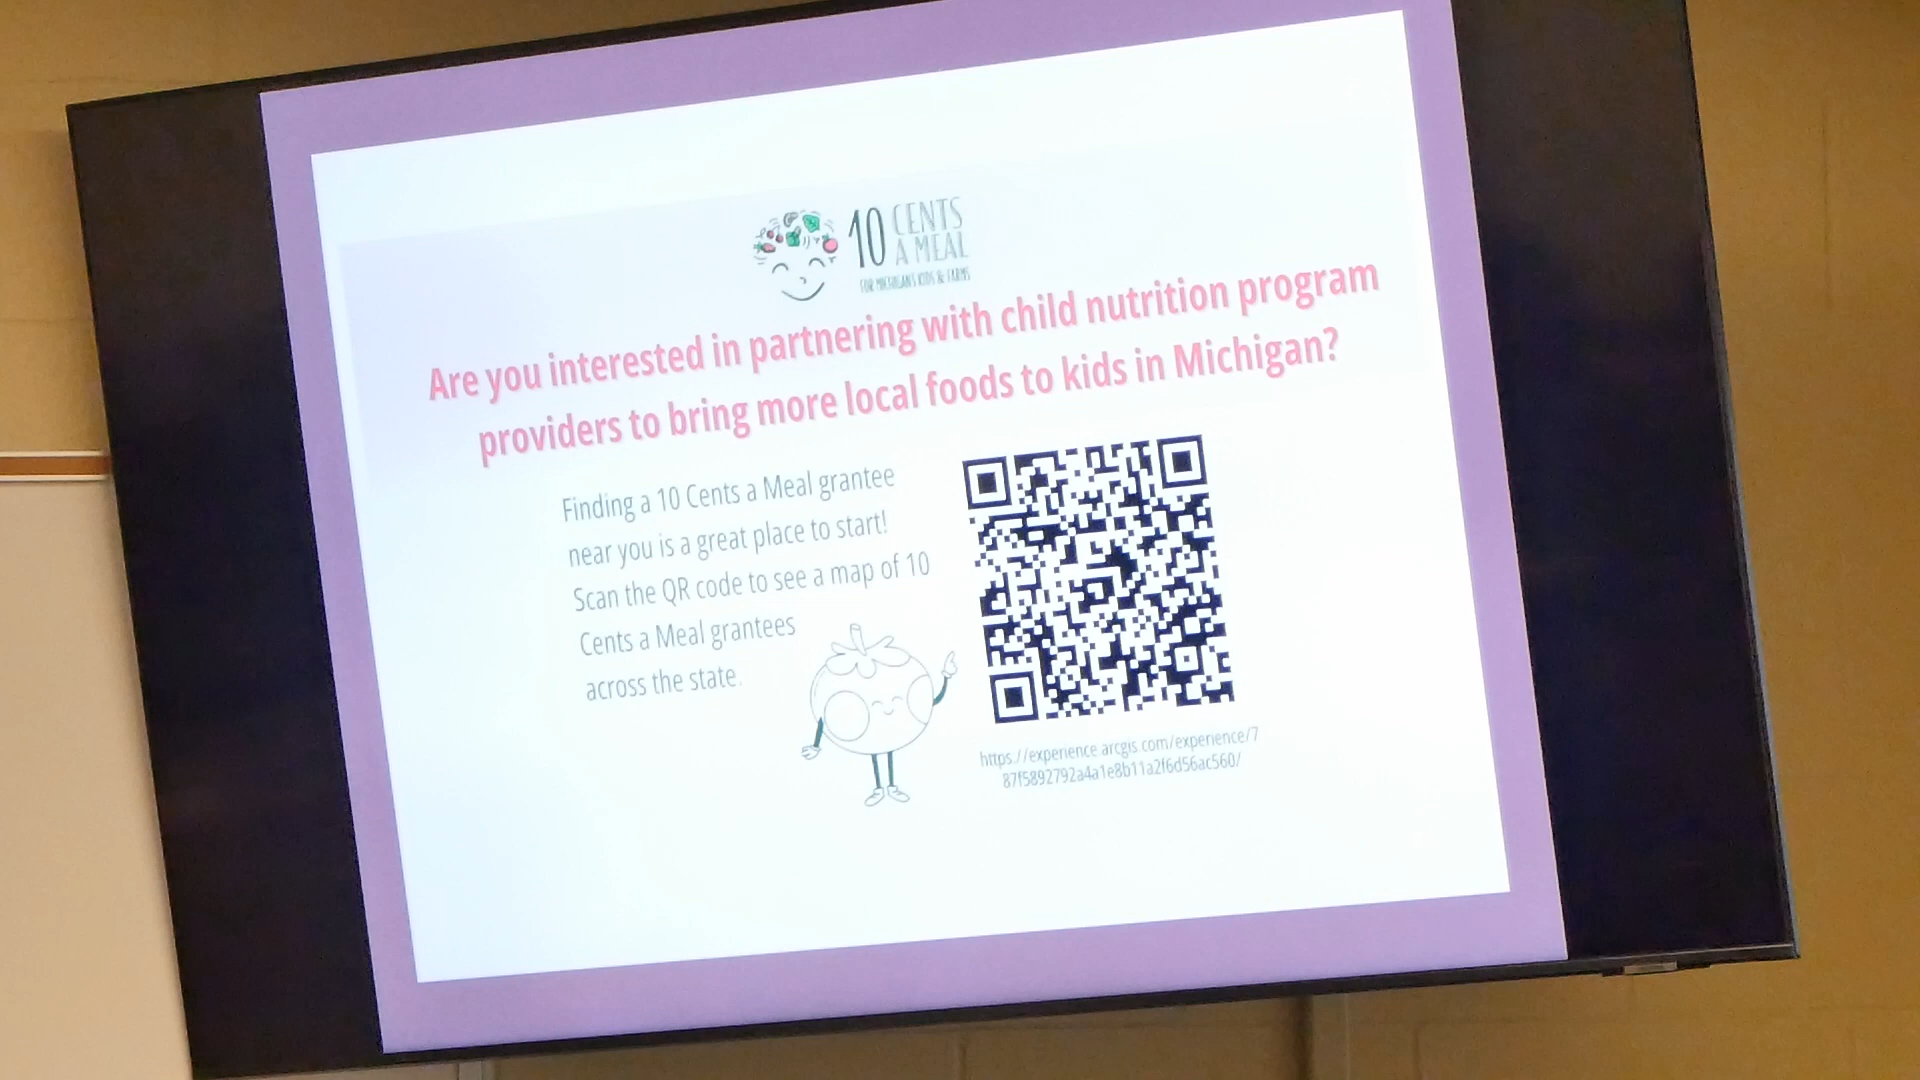 10 CENTS
A MEAL
FOR MICHIGAN'S KIDS & FARMS
Are you interested in partnering with child nutrition program
providers to bring more local foods to kids in Michigan?
Finding a 10 Cents a Meal grantee
near you is a great place to start!
Scan the QR code to see a map of 10
Cents a Meal grantees
across the state.
https://experience.arcgis.com/experience/7
87f5892792a4a1e8b11a2f6d56ac560/